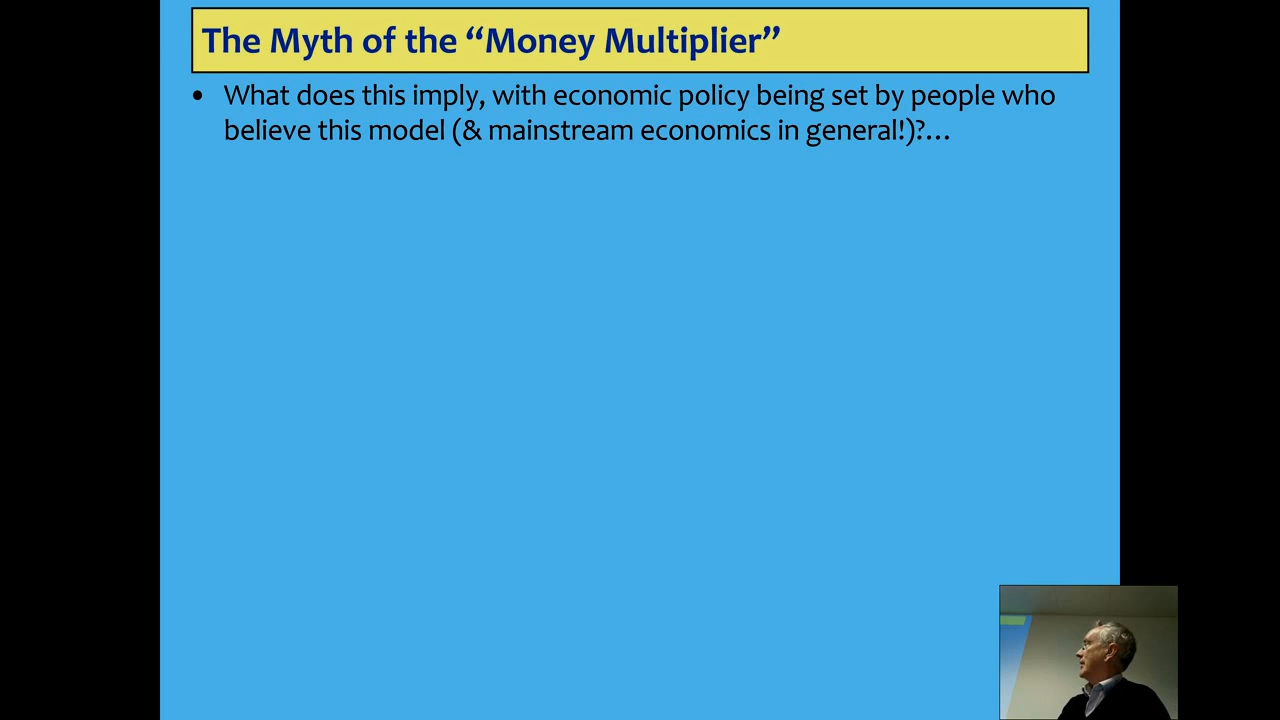 The Myth of the “Money Multiplier”
• What does this imply, with economic policy being set by people who
believe this model (& mainstream economics in general!)?…